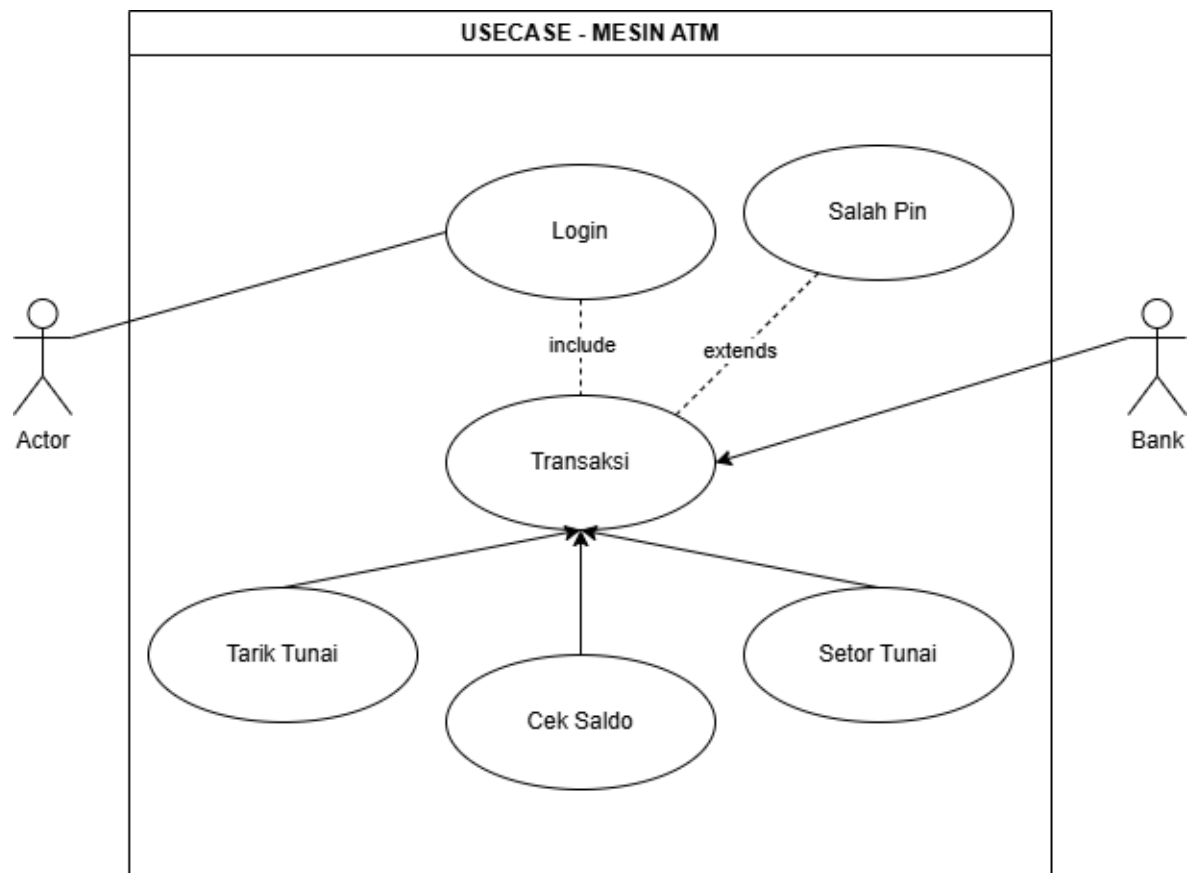 USECASE - MESIN ATM
Salah Pin
Login
include
extends
Actor
Bank
Transaksi
Tarik Tunai
Setor Tunai
Cek Saldo